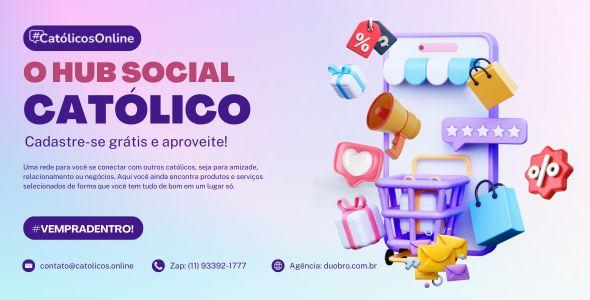 #CatólicosOnline
O HUB SOCIAL
CATÓLICO
Cadastre-se grátis e aproveite!
Uma rede para você se conectar com outros católicos, seja para amizade,
relacionamento ou negócios. Aqui você ainda encontra produtos e serviços
selecionados de forma que você tem tudo de bom em um lugar só.
#VEMPRADENTRO!
contato@catolicos.online
Zap: (11) 93392-1777
Agência: duobro.com.br
%
%